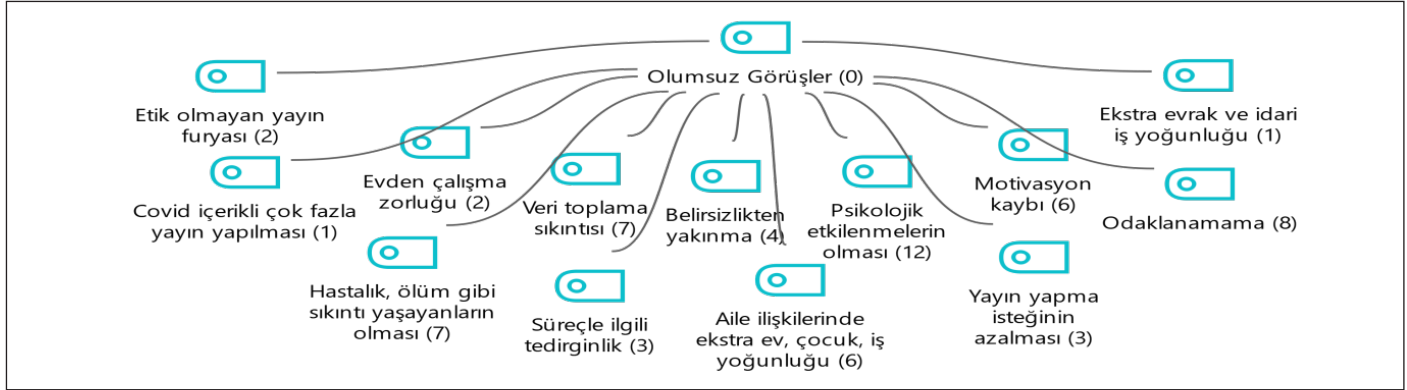 Olumsuz Görüşler (0)
Etik olmayan yayın
furyası (2)
Ekstra evrak ve idari
iş yoğunluğu (1)
Covid içerikli çok fazla
yayın yapılması (1)
Evden çalışma
zorluğu (2)
Veri toplama
sıkıntısı (7)
Belirsizlikten
yakınma (4)
Psikolojik
etkilenmelerin
olması (12)
Motivasyon
kaybı (6)
Odaklanamama (8)
Hastalık, ölüm gibi
sıkıntı yaşayanların
olması (7)
Süreçle ilgili
tedirginlik (3)
Aile ilişkilerinde
ekstra ev, çocuk, iş
yoğunluğu (6)
Yayın yapma
isteğinin
azalması (3)